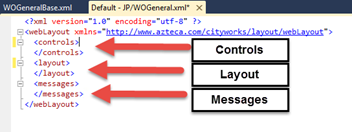 WOGeneralBase.xml Default - JP/WOGeneral.xml*
<?xml version="1.0" encoding="utf-8" ?>
<webLayout xmlns="http://www.azteca.com/cityworks/layout/webLayout">
<controls>
</controls>
<layout>
</layout>
<messages>
</messages>
</webLayout>
Controls
Layout
Messages